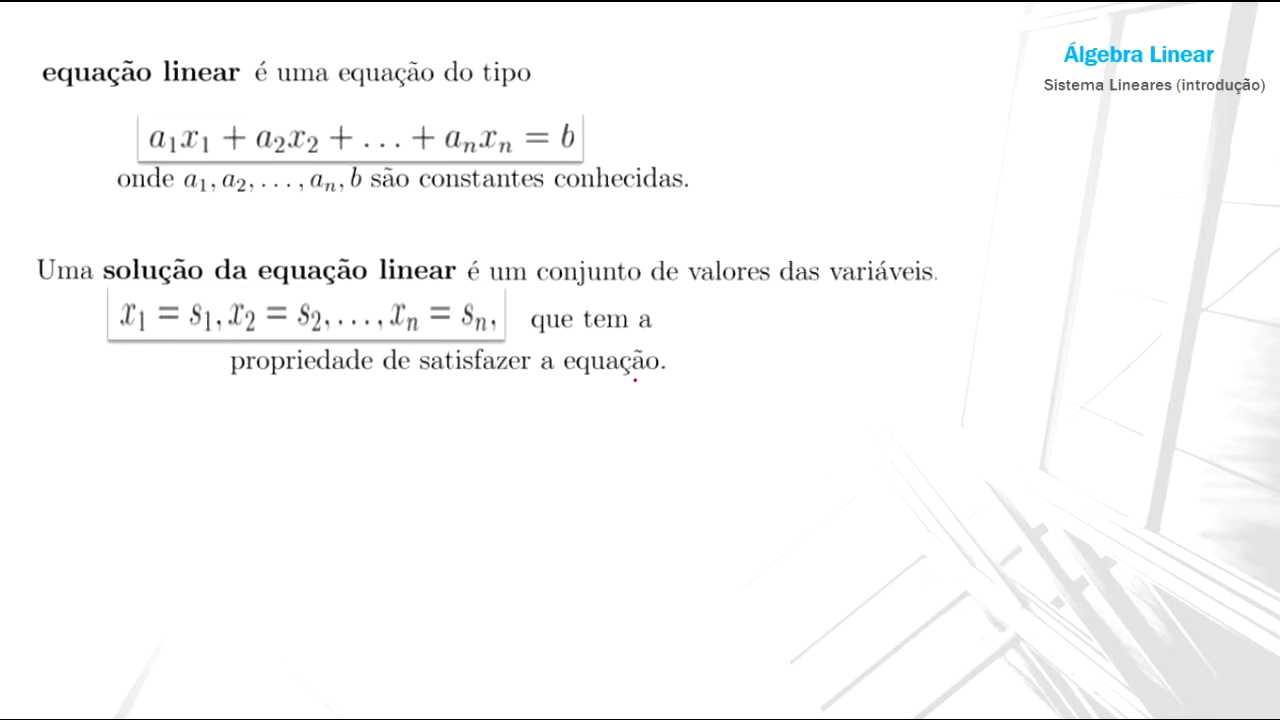 Álgebra Linear
Sistema Lineares (introdução)
equação linear é uma equação do tipo
a₁x₁ + a₂x₂ + . . . + aₙxₙ = b
onde a₁, a₂, . . . , aₙ, b são constantes conhecidas.
Uma solução da equação linear é um conjunto de valores das variáveis.
x₁ = s₁, x₂ = s₂, . . . , xₙ = sₙ, que tem a
propriedade de satisfazer a equação.